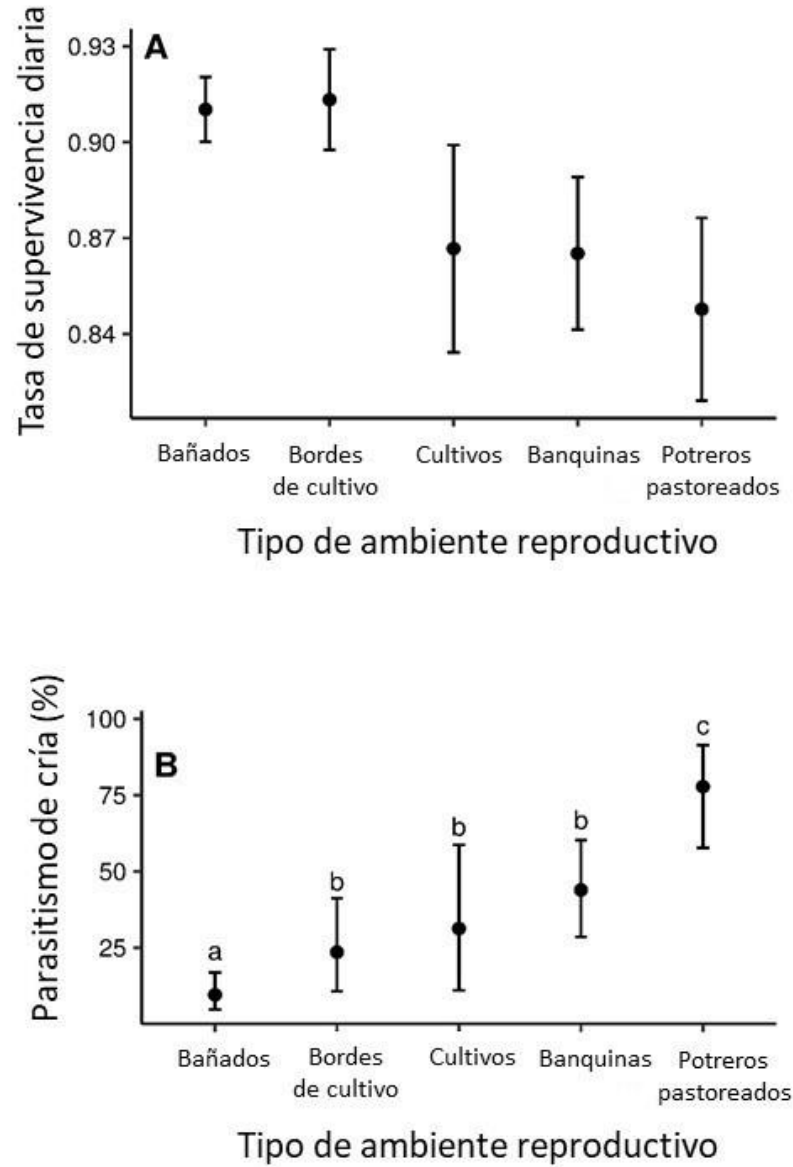 A
Tasa de supervivencia diaria
0.93
0.90
0.87
0.84
Bañados
Bordes
de cultivo
Cultivos
Banquinas
Potreros
pastoreados
Tipo de ambiente reproductivo
B
Parasitismo de cría (%)
100
75
50
25
a
b
b
b
c
Bañados
Bordes
de cultivo
Cultivos
Banquinas
Potreros
pastoreados
Tipo de ambiente reproductivo